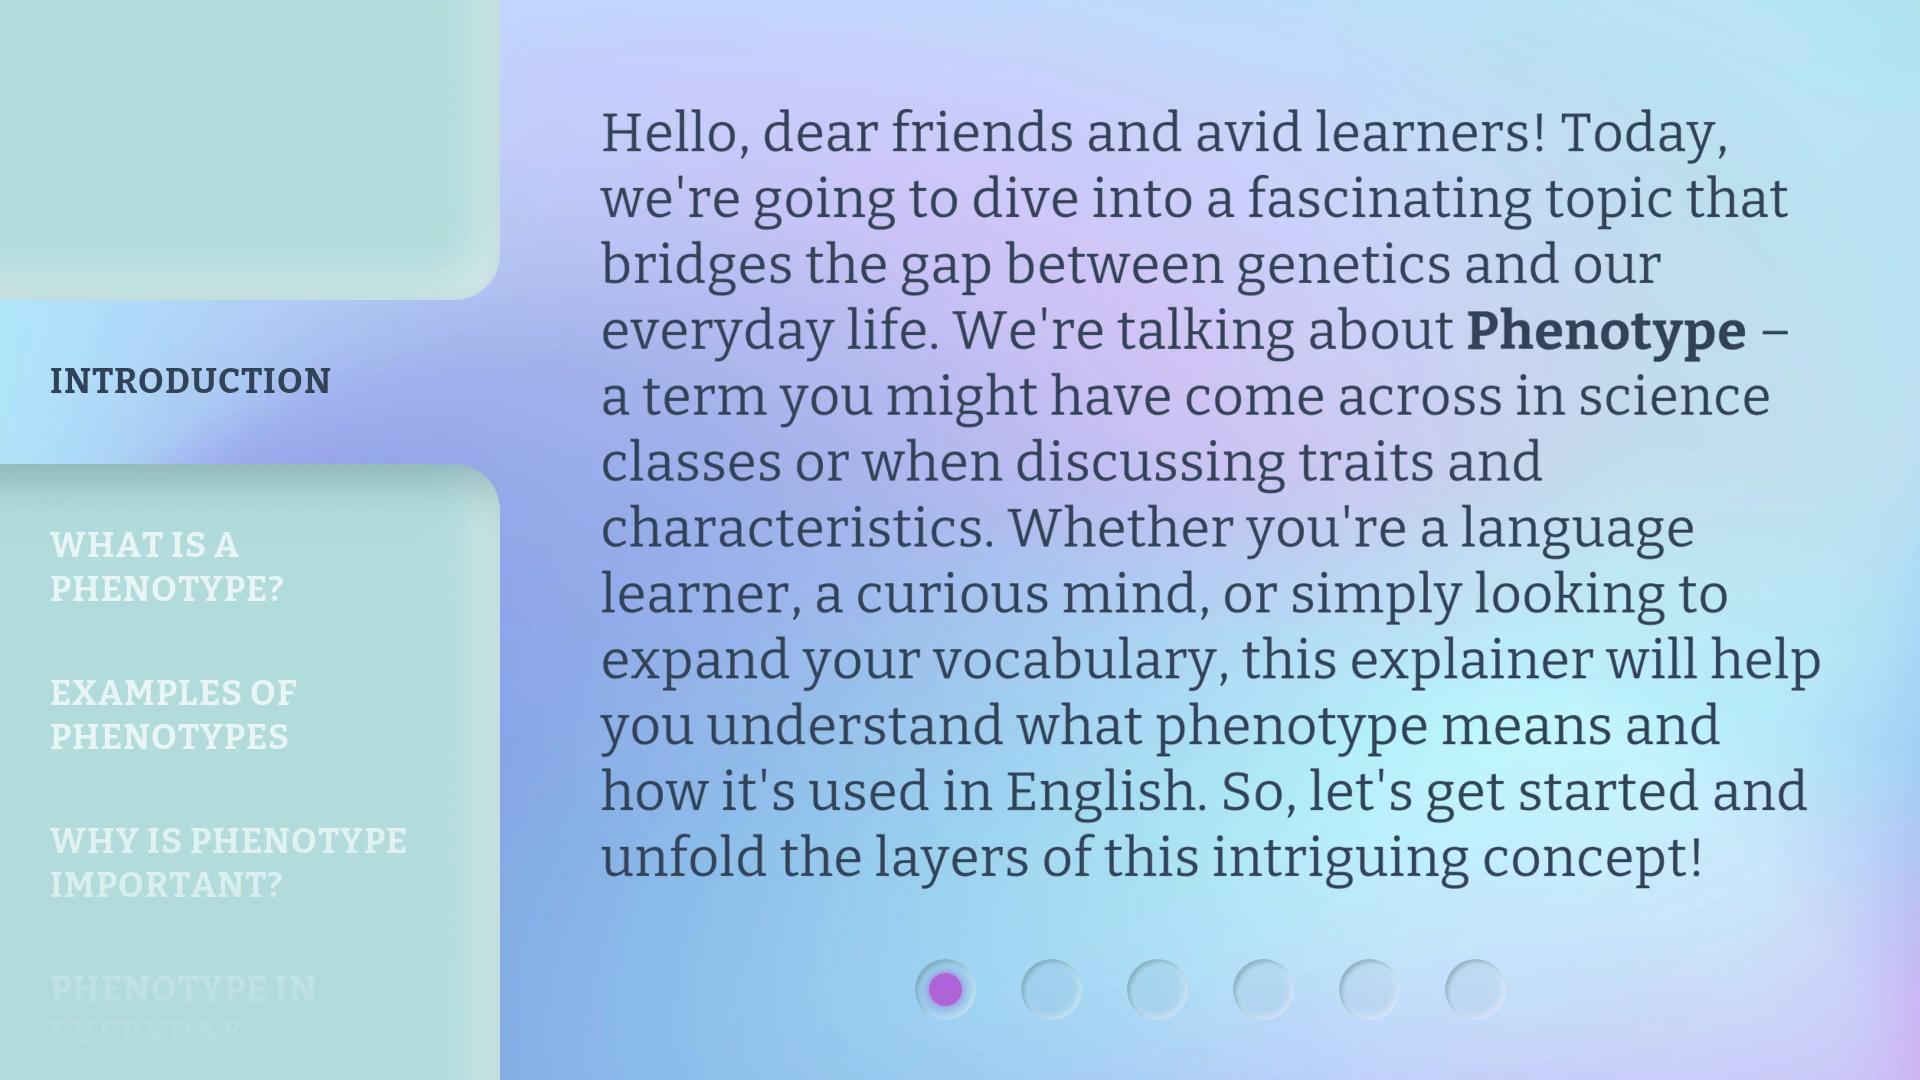 INTRODUCTION
WHAT IS A
PHENOTYPE?
EXAMPLES OF
PHENOTYPES
WHY IS PHENOTYPE
IMPORTANT?
PHENOTYPE IN
EVERYDAY
Hello, dear friends and avid learners! Today,
we're going to dive into a fascinating topic that
bridges the gap between genetics and our
everyday life. We're talking about Phenotype –
a term you might have come across in science
classes or when discussing traits and
characteristics. Whether you're a language
learner, a curious mind, or simply looking to
expand your vocabulary, this explainer will help
you understand what phenotype means and
how it's used in English. So, let's get started and
unfold the layers of this intriguing concept!